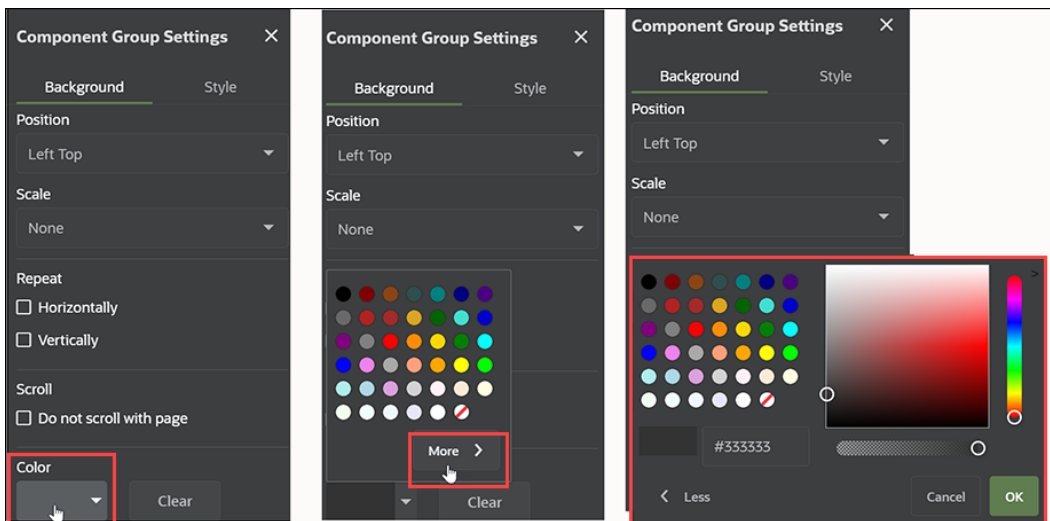 Component Group Settings
Background Style
Position
Left Top
Scale
None
Repeat
Horizontally
Vertically
Scroll
Do not scroll with page
Color
Clear
Component Group Settings
Background Style
Position
Left Top
Scale
None
More
Clear
Component Group Settings
Background Style
Position
Left Top
Scale
None
#333333
Less Cancel OK